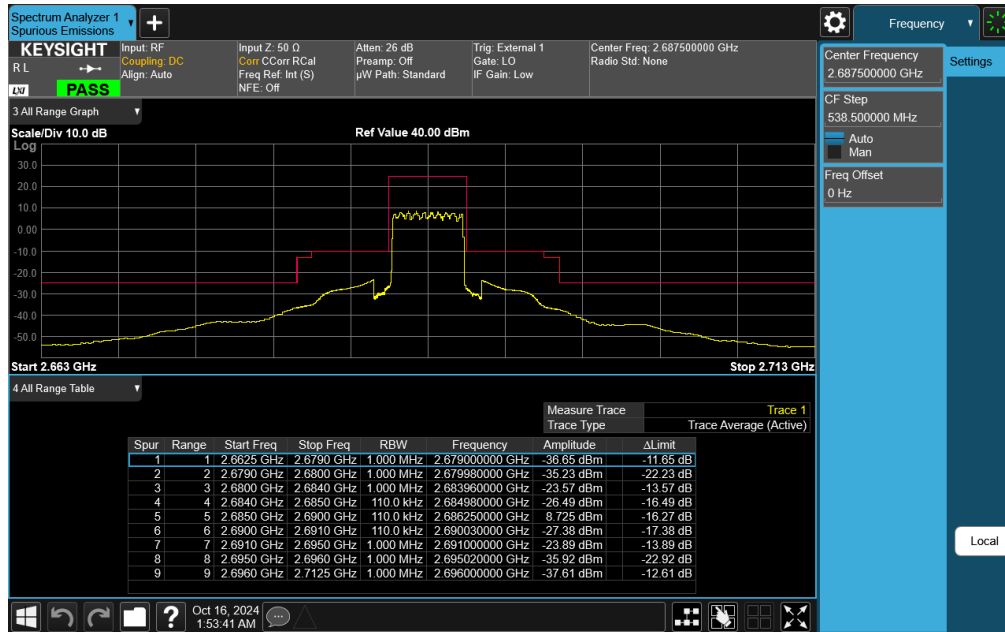 Spectrum Analyzer 1
Spurious Emissions
Frequency
KEYSIGHT
R L
LXI
PASS
Input: RF
Coupling: DC
Align: Auto
Input Z: 50 Ω
Corr CCorr RCal
Freq Ref: Int (S)
NFE: Off
Atten: 26 dB
Preamp: Off
µW Path: Standard
Trig: External 1
Gate: LO
IF Gain: Low
Center Freq: 2.687500000 GHz
Radio Std: None
Center Frequency
2.687500000 GHz
Settings
CF Step
538.500000 MHz
Auto
Man
Freq Offset
0 Hz
Local
3 All Range Graph
Scale/Div 10.0 dB
Ref Value 40.00 dBm
Log
30.0
20.0
10.0
0.00
-10.0
-20.0
-30.0
-40.0
-50.0
Start 2.663 GHz
Stop 2.713 GHz
4 All Range Table
Measure Trace Trace 1
Trace Type Trace Average (Active)
Spur Range Start Freq Stop Freq RBW Frequency Amplitude ΔLimit
1 1 2.6625 GHz 2.6790 GHz 1.000 MHz 2.679000000 GHz -36.65 dBm -11.65 dB
2 2 2.6790 GHz 2.6800 GHz 1.000 MHz 2.679980000 GHz -35.23 dBm -22.23 dB
3 3 2.6800 GHz 2.6840 GHz 1.000 MHz 2.683960000 GHz -23.57 dBm -13.57 dB
4 4 2.6840 GHz 2.6850 GHz 110.0 kHz 2.684980000 GHz -26.49 dBm -16.49 dB
5 5 2.6850 GHz 2.6900 GHz 110.0 kHz 2.686250000 GHz 8.725 dBm -16.27 dB
6 6 2.6900 GHz 2.6910 GHz 110.0 kHz 2.690030000 GHz -27.38 dBm -17.38 dB
7 7 2.6910 GHz 2.6950 GHz 1.000 MHz 2.691000000 GHz -23.89 dBm -13.89 dB
8 8 2.6950 GHz 2.6960 GHz 1.000 MHz 2.695020000 GHz -35.92 dBm -22.92 dB
9 9 2.6960 GHz 2.7125 GHz 1.000 MHz 2.696000000 GHz -37.61 dBm -12.61 dB
Oct 16, 2024
1:53:41 AM